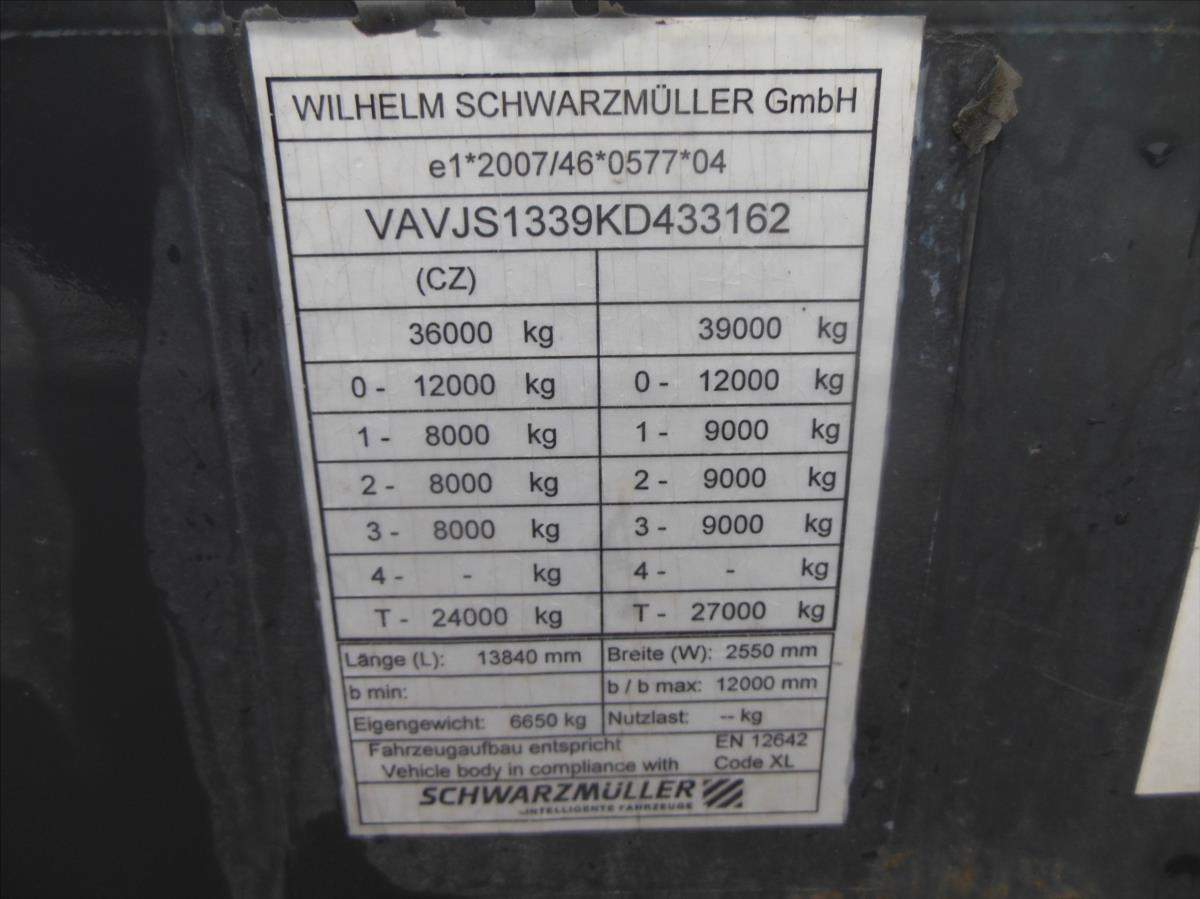 WILHELM SCHWARZMÜLLER GmbH
e1*2007/46*0577*04
VAVJS1339KD433162
(CZ)
36000 kg 39000 kg
0- 12000 kg 0- 12000 kg
1- 8000 kg 1- 9000 kg
2- 8000 kg 2- 9000 kg
3- 8000 kg 3- 9000 kg
4- - kg 4- - kg
T- 24000 kg T- 27000 kg
Länge (L): 13840 mm Breite (W): 2550 mm
b min: b / b max: 12000 mm
Eigengewicht: 6650 kg Nutzlast: -- kg
Fahrzeugaufbau entspricht EN 12642
Vehicle body in compliance with Code XL
SCHWARZMÜLLER
INTELLIGENTE FAHRZEUGE